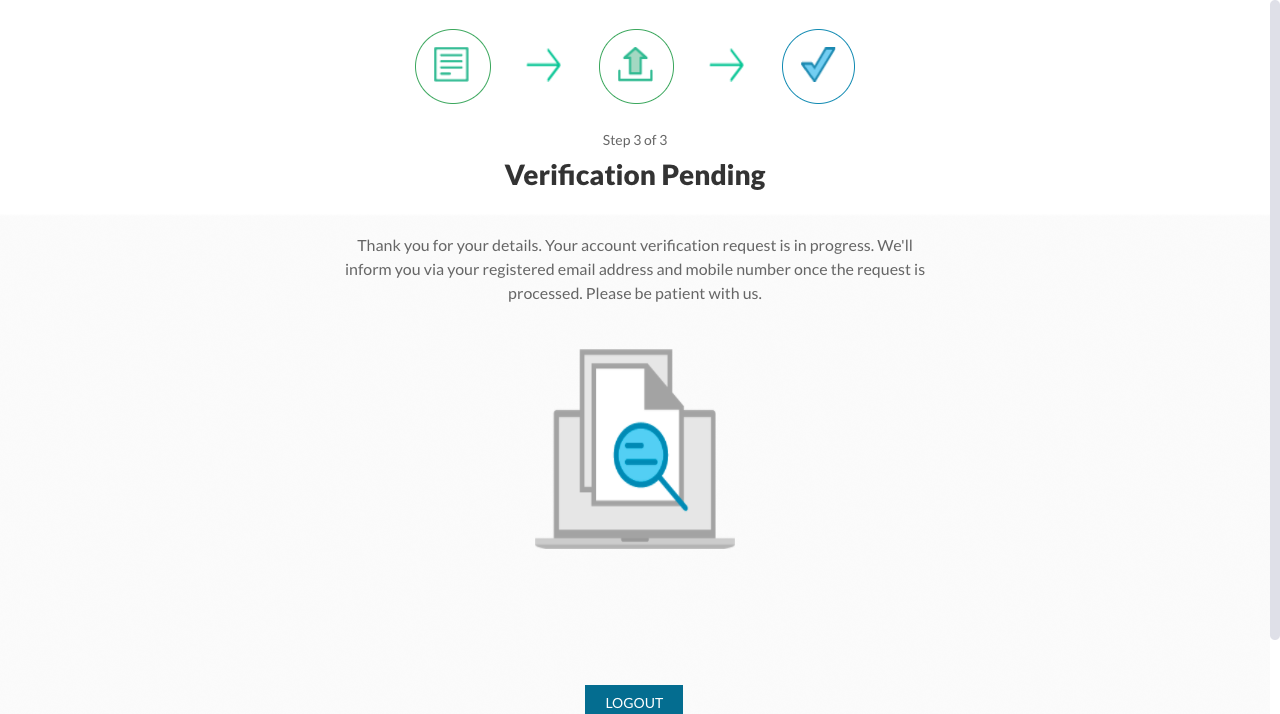 Step 3 of 3
Verification Pending
Thank you for your details. Your account verification request is in progress. We'll
inform you via your registered email address and mobile number once the request is
processed. Please be patient with us.
LOGOUT